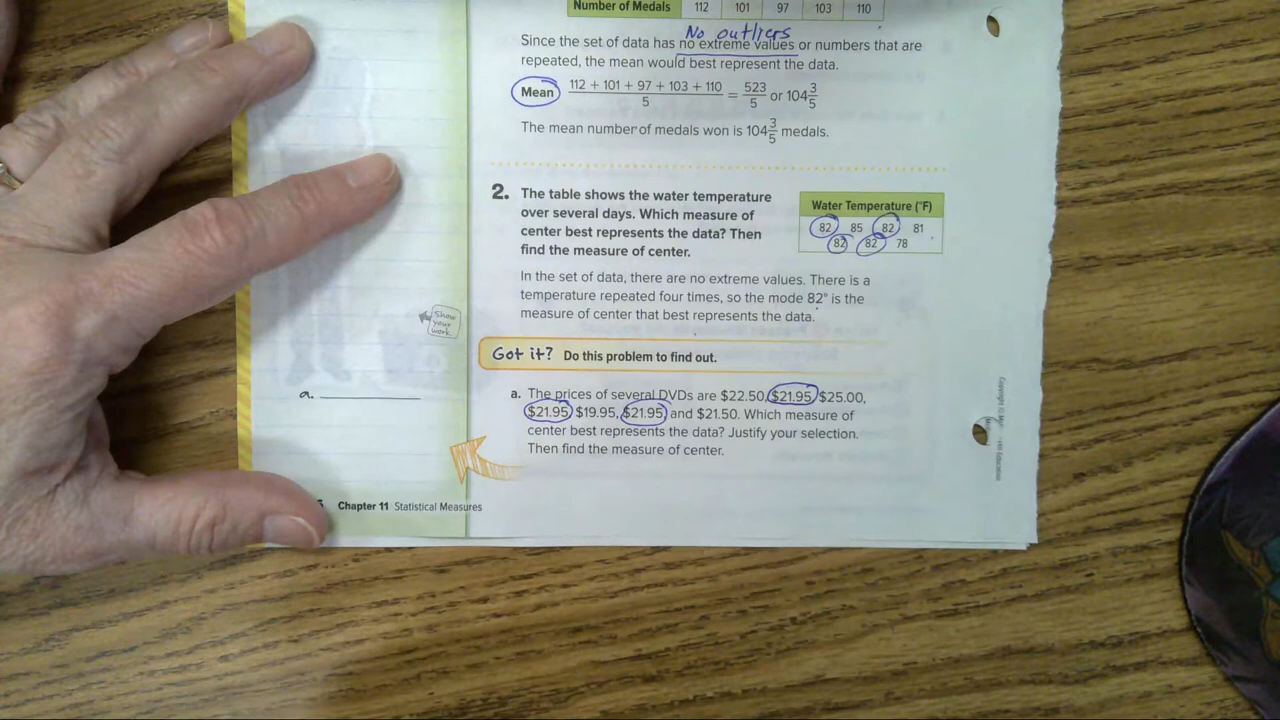 Number of Medals 112 101 97 103 110
No outliers
Since the set of data has no extreme values or numbers that are
repeated, the mean would best represent the data.
Mean 112 + 101 + 97 + 103 + 110 / 5 = 523/5 or 104 3/5
The mean number of medals won is 104 3/5 medals.
2. The table shows the water temperature
over several days. Which measure of
center best represents the data? Then
find the measure of center.
Water Temperature (°F)
82 85 82 81
82 82 78
In the set of data, there are no extreme values. There is a
temperature repeated four times, so the mode 82° is the
measure of center that best represents the data.
Show
your
work
Got it? Do this problem to find out.
a. The prices of several DVDs are $22.50, $21.95, $25.00,
$21.95, $19.95, $21.95, and $21.50. Which measure of
center best represents the data? Justify your selection.
Then find the measure of center.
a.
Chapter 11 Statistical Measures